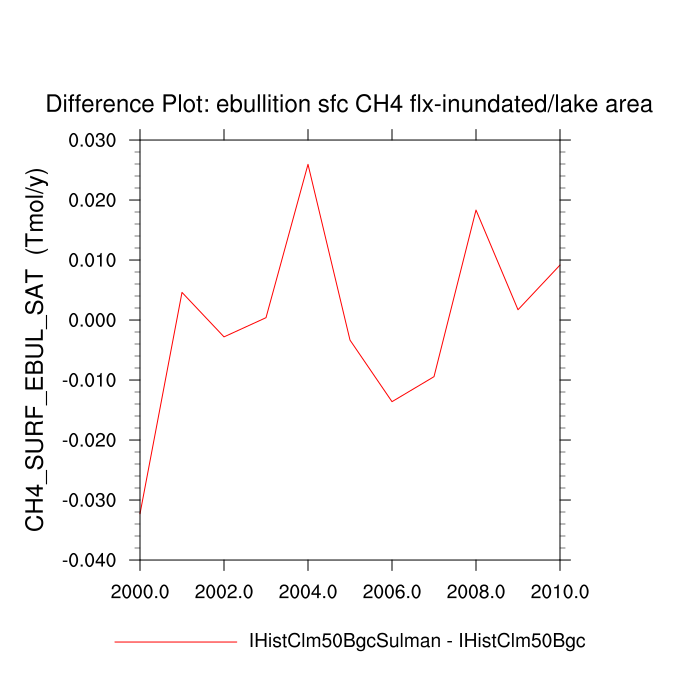 Difference Plot: ebullition sfc CH4 flx-inundated/lake area
CH4_SURF_EBUL_SAT (Tmol/y)
0.030
0.020
0.010
0.000
-0.010
-0.020
-0.030
-0.040
2000.0 2002.0 2004.0 2006.0 2008.0 2010.0
IHistClm50BgcSulman - IHistClm50Bgc